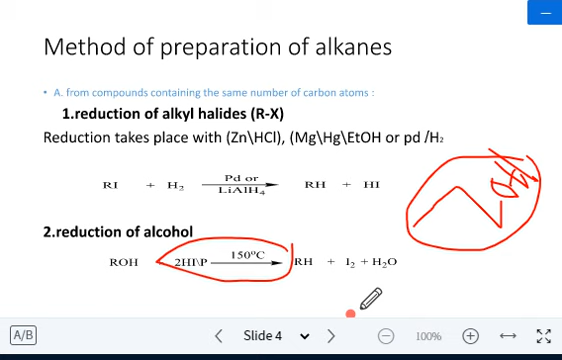 Method of preparation of alkanes
• A. from compounds containing the same number of carbon atoms :
1.reduction of alkyl halides (R-X)
Reduction takes place with (Zn\HCl), (Mg\Hg\EtOH or pd /H₂
RI + H₂ Pd or LiAlH₄ RH + HI
2.reduction of alcohol
ROH 2HI\P 150°C RH + I₂ + H₂O
A/B
Slide 4
100%